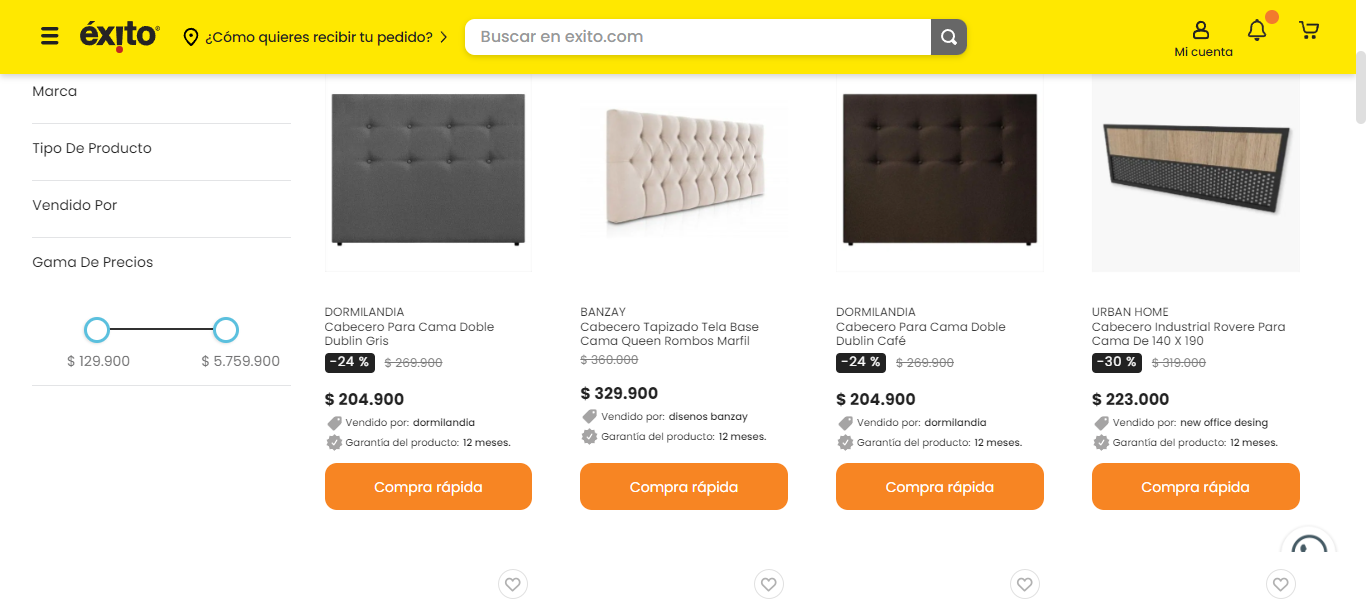 éxito
¿Cómo quieres recibir tu pedido?
Buscar en exito.com
Mi cuenta
Marca
Tipo De Producto
Vendido Por
Gama De Precios
$ 129.900
$ 5.759.900
DORMILANDIA
Cabecero Para Cama Doble
Dublin Gris
-24 % $ 269.900
$ 204.900
Vendido por: dormilandia
Garantía del producto: 12 meses.
Compra rápida
BANZAY
Cabecero Tapizado Tela Base
Cama Queen Rombos Marfil
$ 360.000
$ 329.900
Vendido por: disenos banzay
Garantía del producto: 12 meses.
Compra rápida
DORMILANDIA
Cabecero Para Cama Doble
Dublin Café
-24 % $ 269.900
$ 204.900
Vendido por: dormilandia
Garantía del producto: 12 meses.
Compra rápida
URBAN HOME
Cabecero Industrial Rovere Para
Cama De 140 X 190
-30 % $ 319.000
$ 223.000
Vendido por: new office desing
Garantía del producto: 12 meses.
Compra rápida